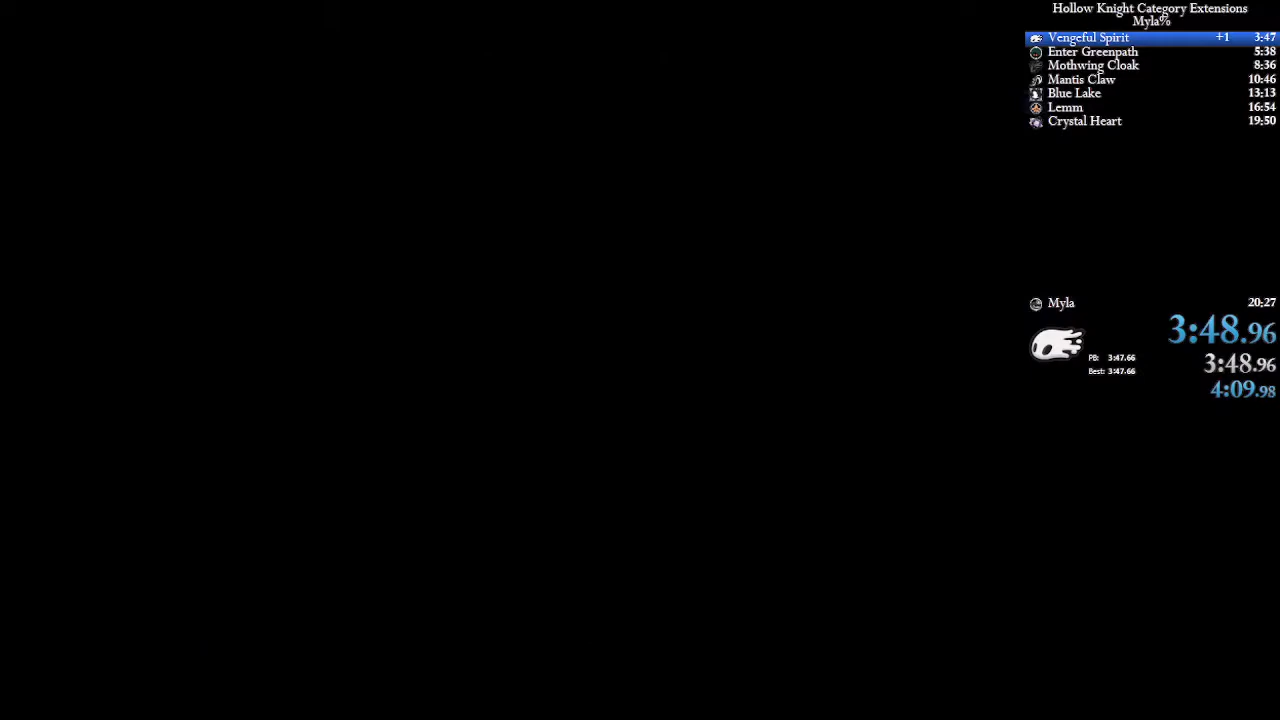 Hollow Knight Category Extensions
Myla%
Vengeful Spirit +1 3:47
Enter Greenpath 5:38
Mothwing Cloak 8:36
Mantis Claw 10:46
Blue Lake 13:13
Lemm 16:54
Crystal Heart 19:50
Myla 20:27
3:48.96
PB: 3:47.66 3:48.96
Best: 3:47.66
4:09.98